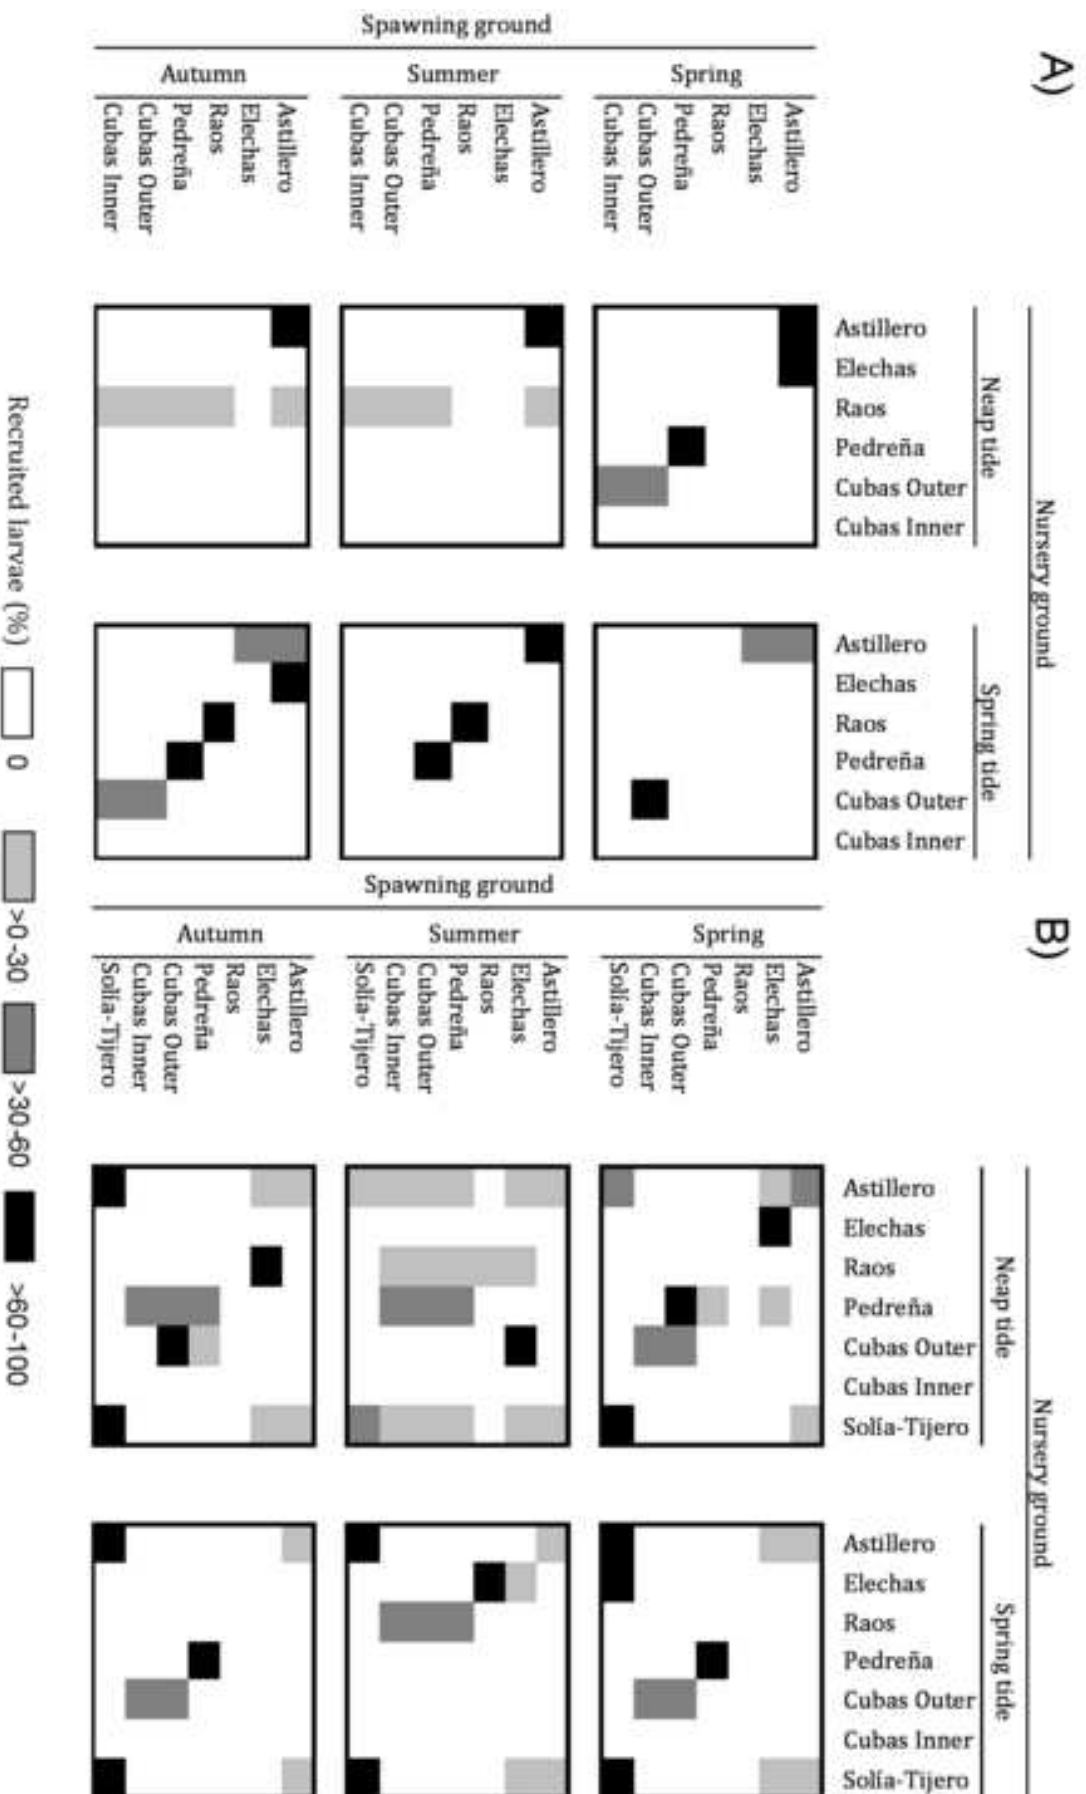 A)
Nursery ground
Neap tide
Spring tide
Astillero
Elechas
Raos
Pedreña
Cubas Outer
Cubas Inner
Astillero
Elechas
Raos
Pedreña
Cubas Outer
Cubas Inner
Spawning ground
Spring
Astillero
Elechas
Raos
Pedreña
Cubas Outer
Cubas Inner
Summer
Astillero
Elechas
Raos
Pedreña
Cubas Outer
Cubas Inner
Autumn
Astillero
Elechas
Raos
Pedreña
Cubas Outer
Cubas Inner
B)
Nursery ground
Neap tide
Spring tide
Astillero
Elechas
Raos
Pedreña
Cubas Outer
Cubas Inner
Solía-Tijero
Astillero
Elechas
Raos
Pedreña
Cubas Outer
Cubas Inner
Solía-Tijero
Spawning ground
Spring
Astillero
Elechas
Raos
Pedreña
Cubas Outer
Cubas Inner
Solía-Tijero
Summer
Astillero
Elechas
Raos
Pedreña
Cubas Outer
Cubas Inner
Solía-Tijero
Autumn
Astillero
Elechas
Raos
Pedreña
Cubas Outer
Cubas Inner
Solía-Tijero
Recruited larvae (%) 0 >0-30 >30-60 >60-100